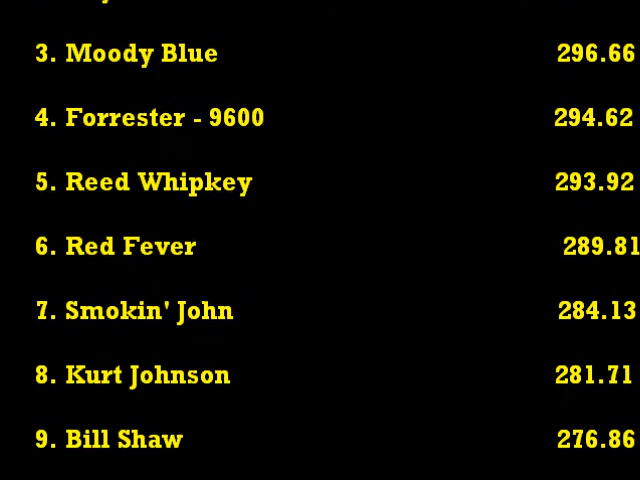 3. Moody Blue 296.66
4. Forrester - 9600 294.62
5. Reed Whipkey 293.92
6. Red Fever 289.81
7. Smokin' John 284.13
8. Kurt Johnson 281.71
9. Bill Shaw 276.86